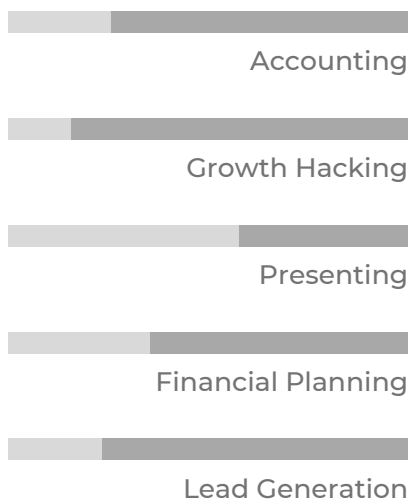 Accounting
Growth Hacking
Presenting
Financial Planning
Lead Generation